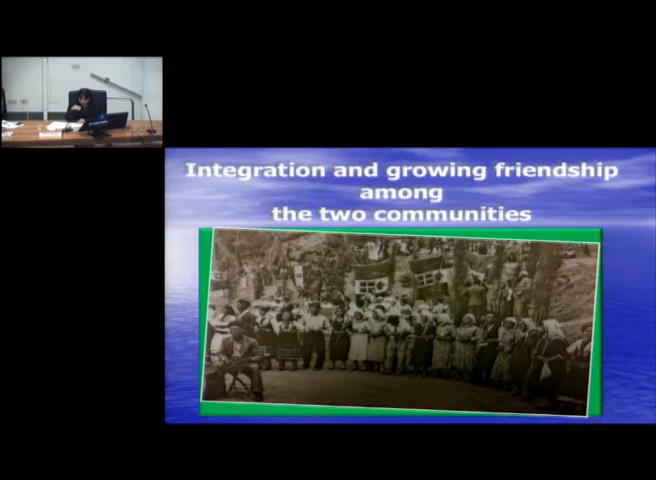 Integration and growing friendship
among
the two communities